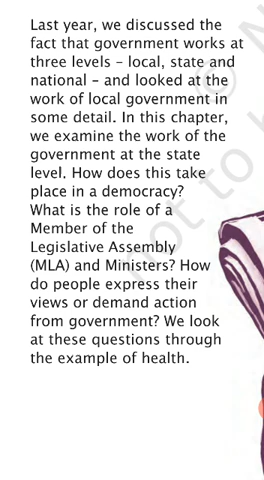 Last year, we discussed the
fact that government works at
three levels – local, state and
national – and looked at the
work of local government in
some detail. In this chapter,
we examine the work of the
government at the state
level. How does this take
place in a democracy?
What is the role of a
Member of the
Legislative Assembly
(MLA) and Ministers? How
do people express their
views or demand action
from government? We look
at these questions through
the example of health.